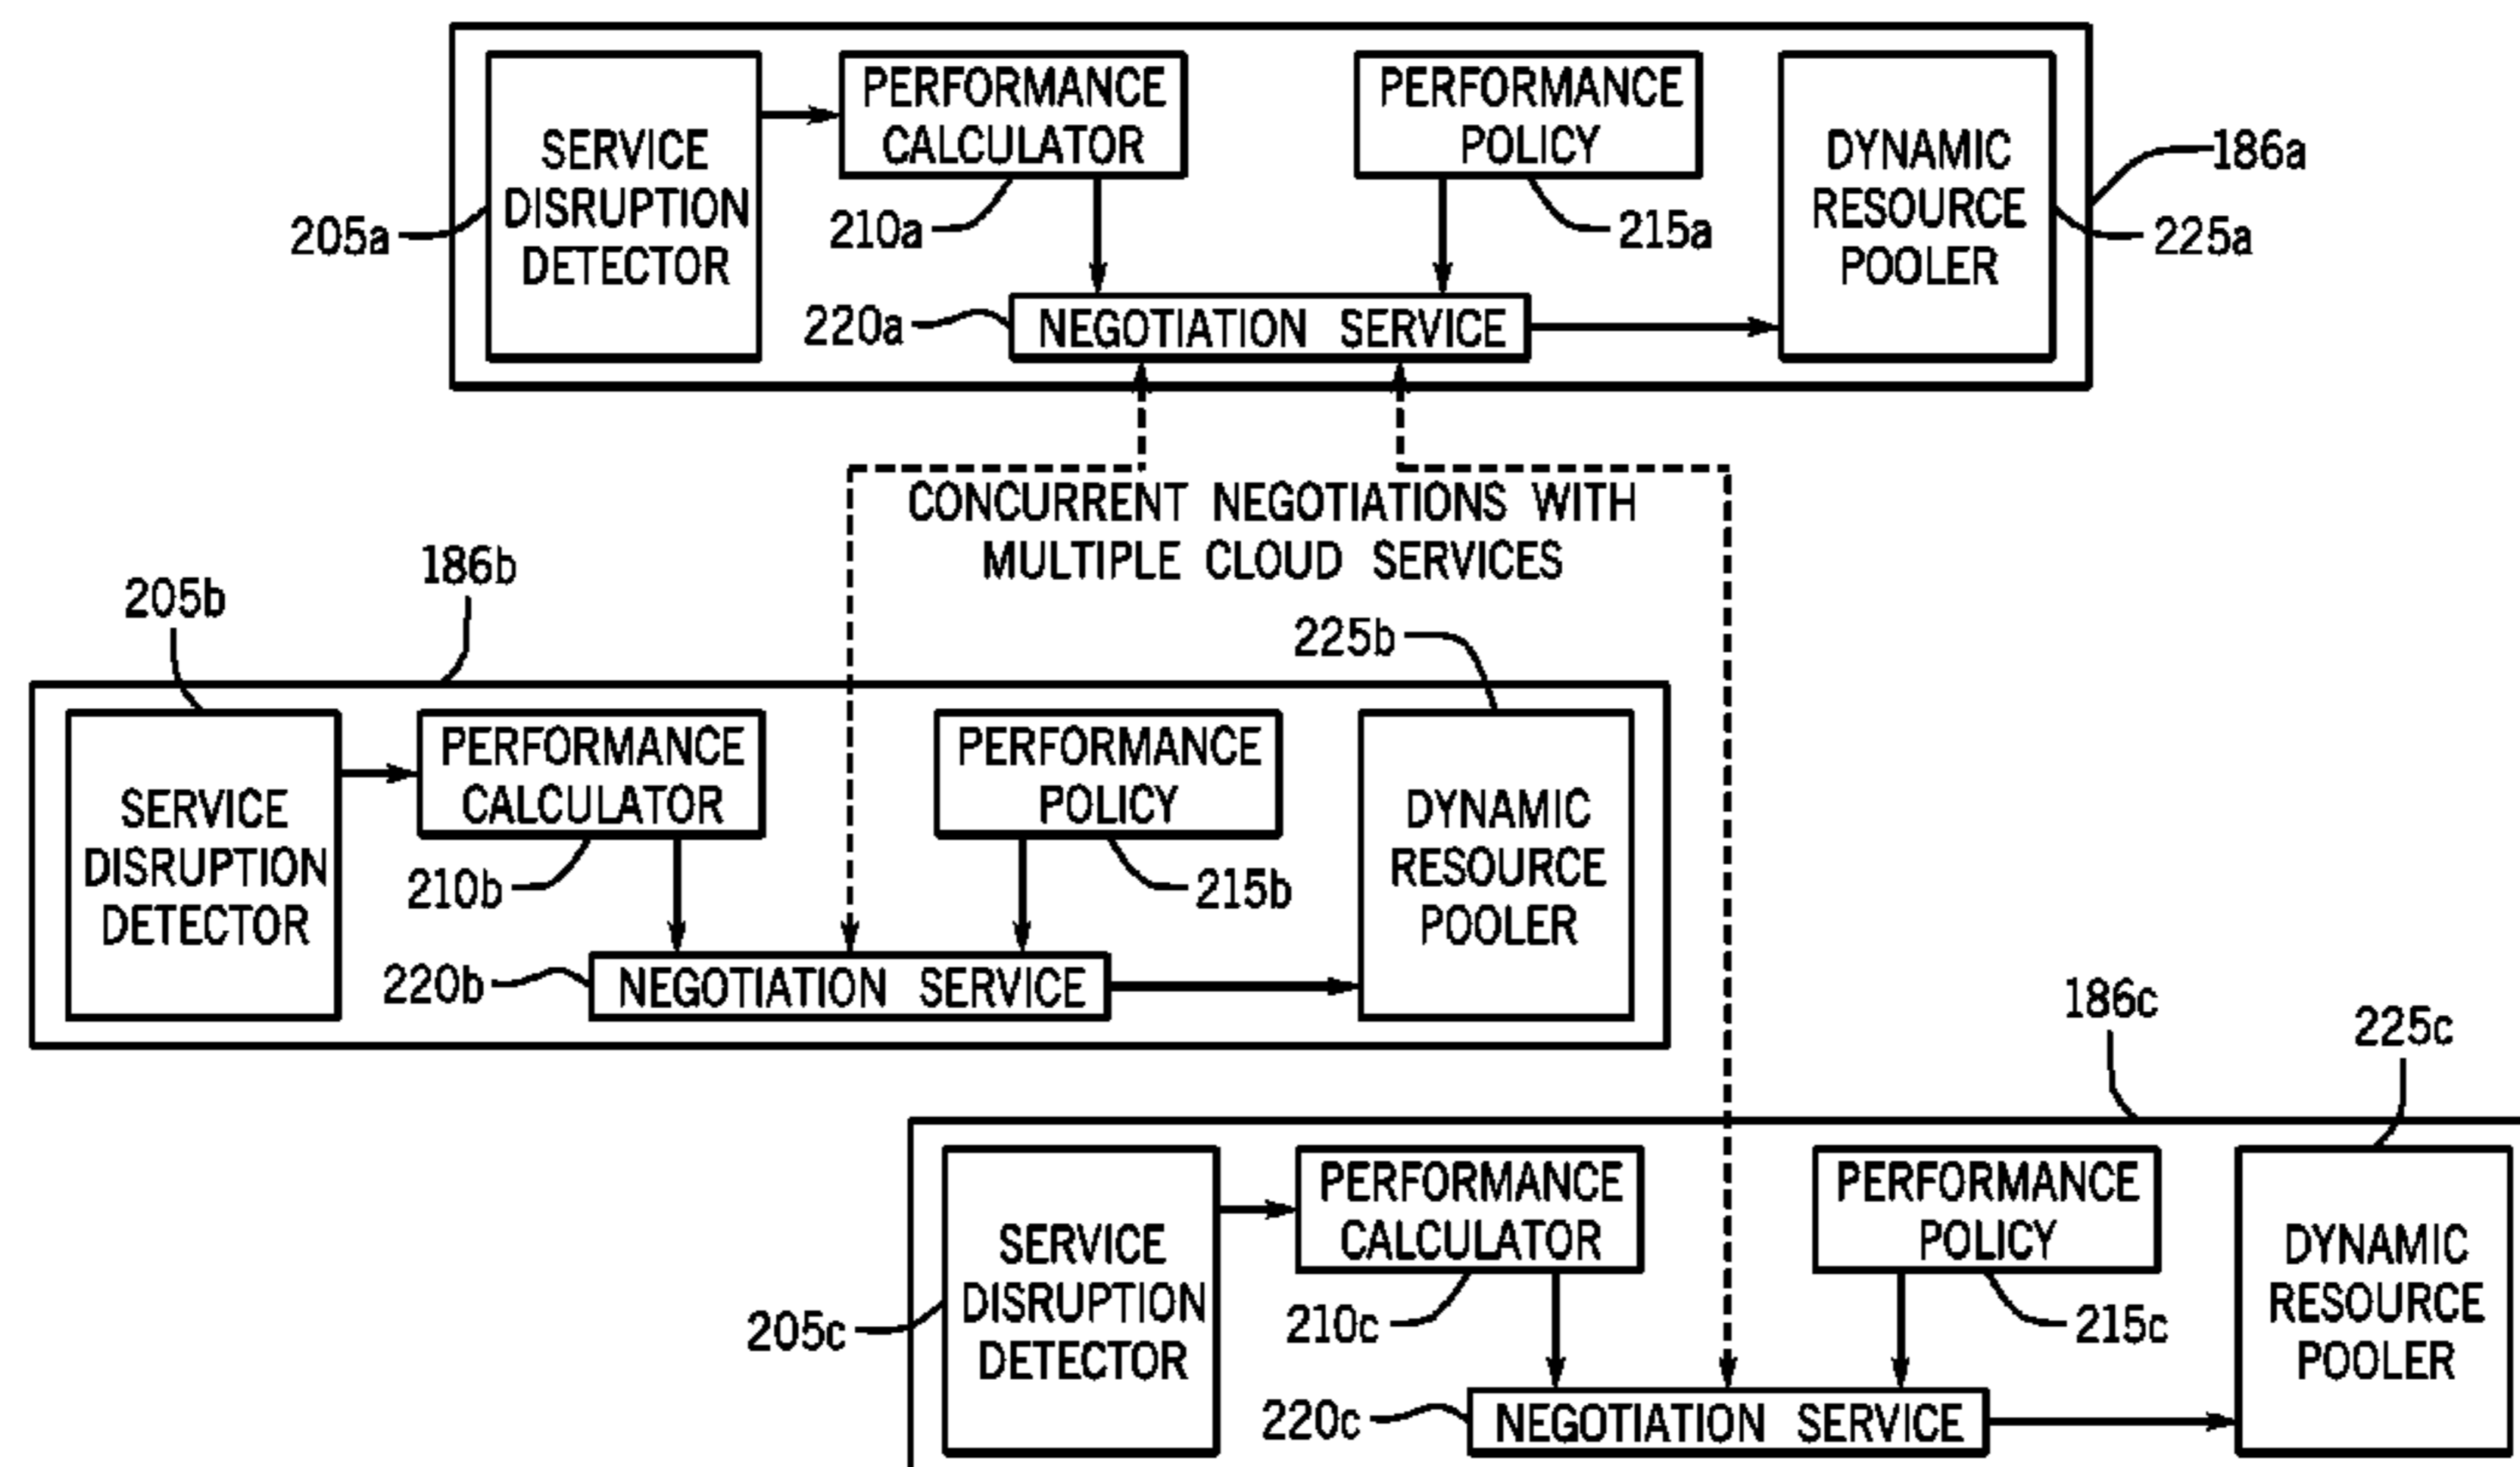 PERFORMANCE
CALCULATOR
PERFORMANCE
POLICY
SERVICE
DISRUPTION
DETECTOR
DYNAMIC
RESOURCE
POOLER
186a
205a
210a
215a
225a
220a
NEGOTIATION SERVICE
CONCURRENT NEGOTIATIONS WITH
MULTIPLE CLOUD SERVICES
186b
205b
225b
PERFORMANCE
CALCULATOR
PERFORMANCE
POLICY
SERVICE
DISRUPTION
DETECTOR
DYNAMIC
RESOURCE
POOLER
210b
215b
220b
NEGOTIATION SERVICE
186c
225c
PERFORMANCE
CALCULATOR
PERFORMANCE
POLICY
SERVICE
DISRUPTION
DETECTOR
DYNAMIC
RESOURCE
POOLER
205c
210c
215c
220c
NEGOTIATION SERVICE